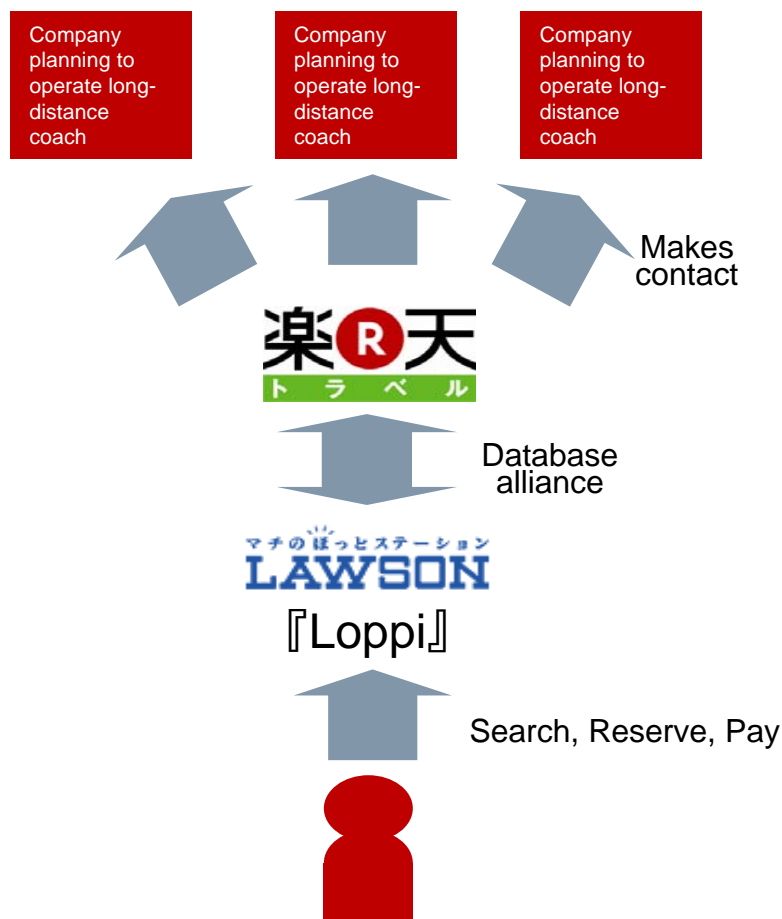 Company
planning to
operate long-
distance
coach
Company
planning to
operate long-
distance
coach
Company
planning to
operate long-
distance
coach
Makes
contact
楽R天
トラベル
Database
alliance
マチのほっとステーション
LAWSON
『Loppi』
Search, Reserve, Pay